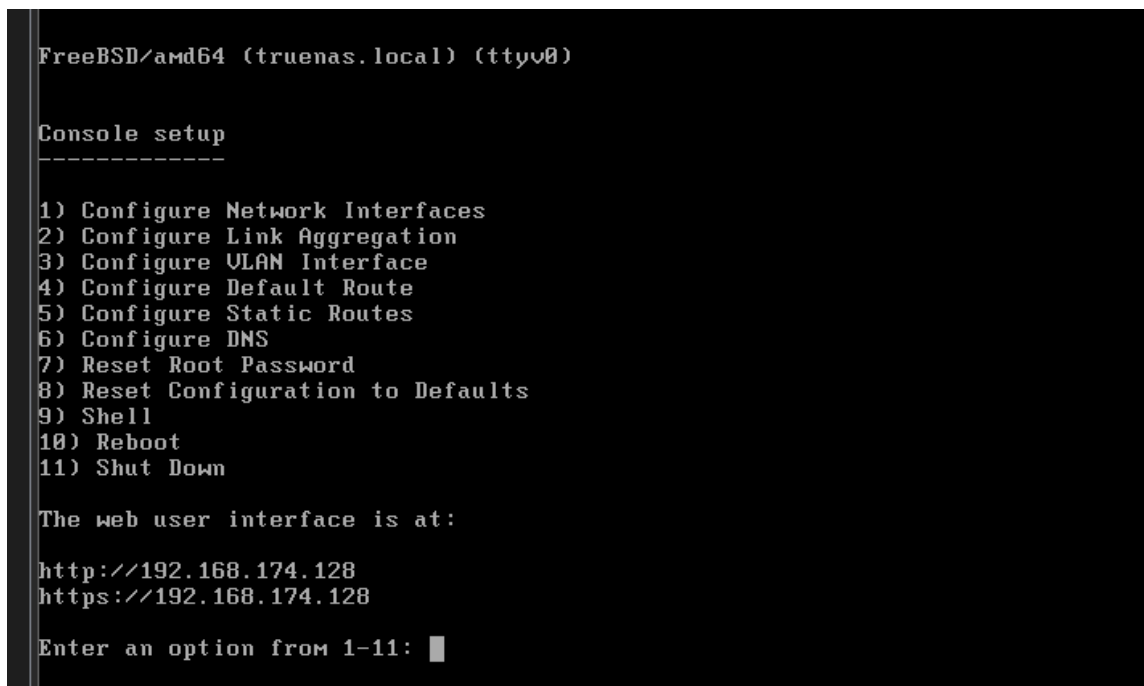 FreeBSD/amd64 (truenas.local) (ttyv0)
Console setup
-------------
1) Configure Network Interfaces
2) Configure Link Aggregation
3) Configure VLAN Interface
4) Configure Default Route
5) Configure Static Routes
6) Configure DNS
7) Reset Root Password
8) Reset Configuration to Defaults
9) Shell
10) Reboot
11) Shut Down
The web user interface is at:
http://192.168.174.128
https://192.168.174.128
Enter an option from 1-11: